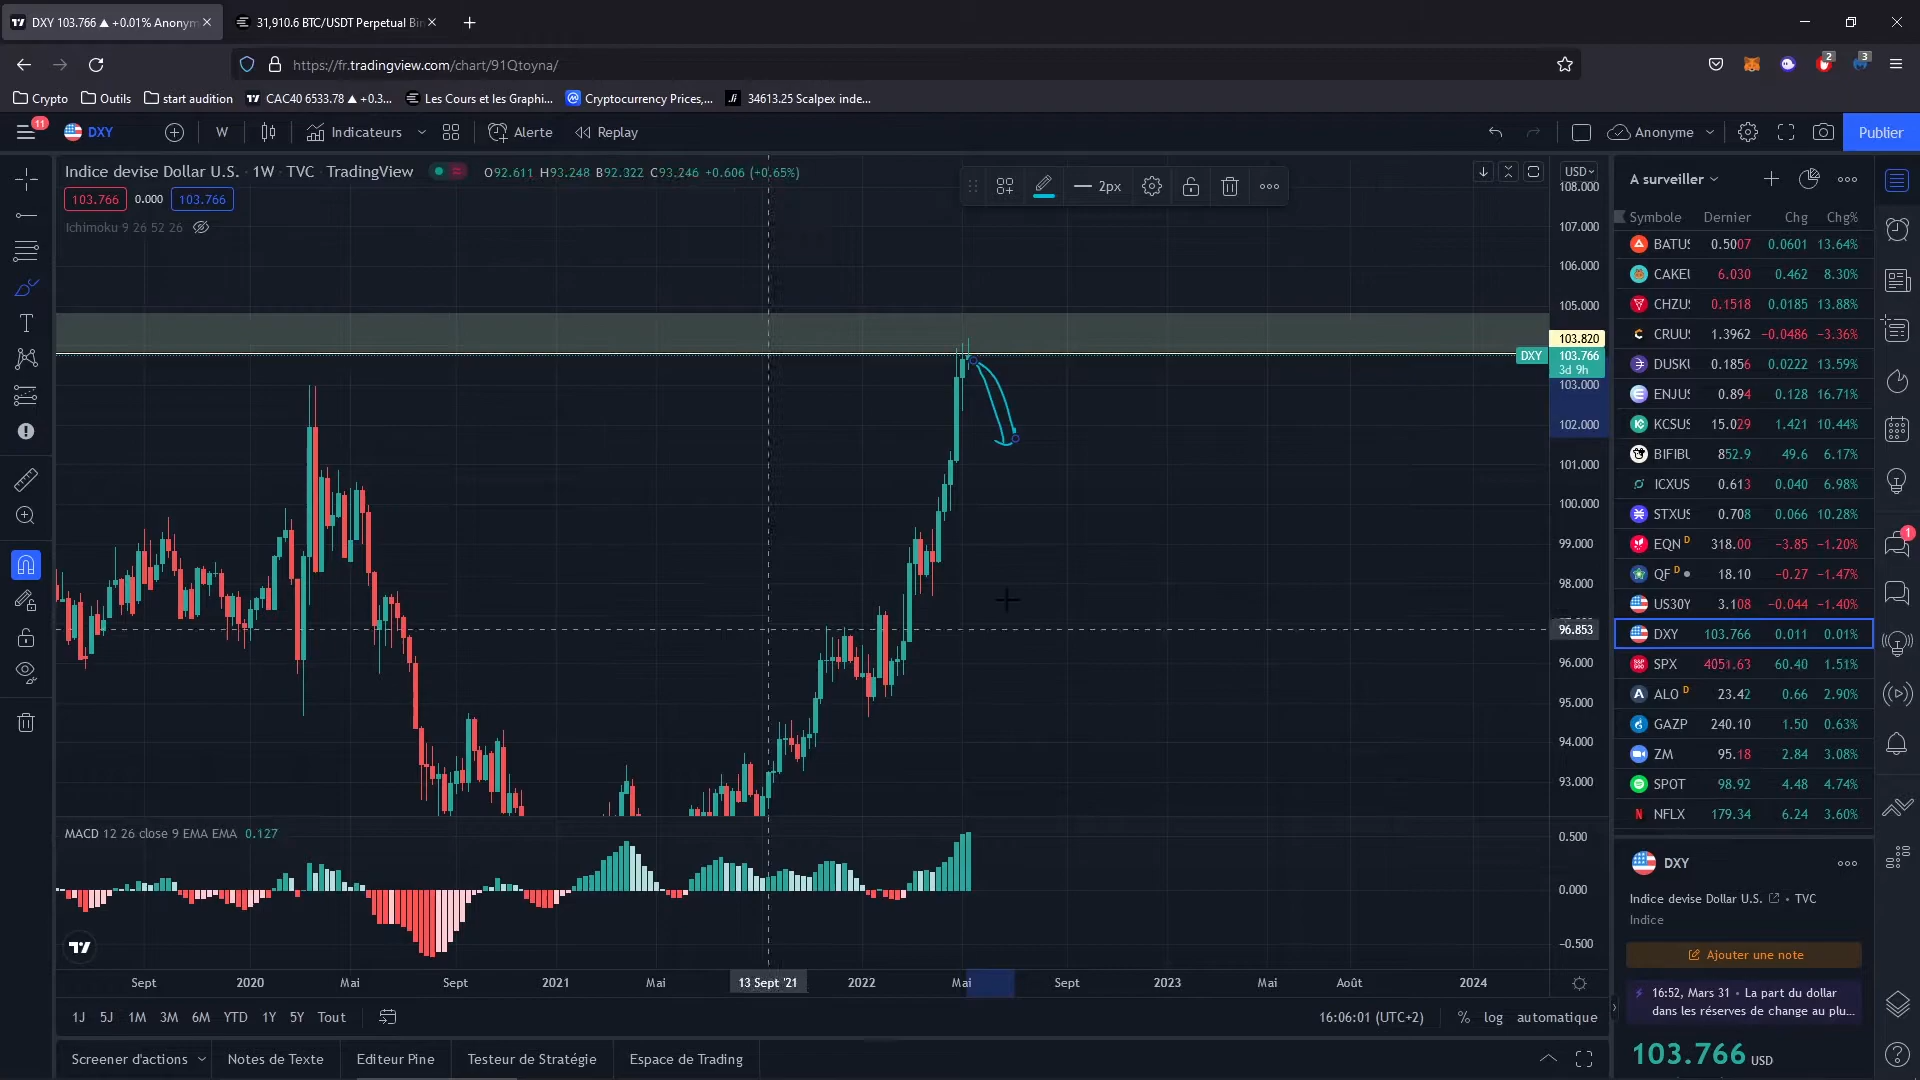 DXY 103.766 ▲ +0.01% Anonym
31,910.6 BTC/USDT Perpetual Bin
https://fr.tradingview.com/chart/91Qtoyna/
2
3
Crypto
Outils
start audition
CAC40 6533.78 ▲ +0.3...
Les Cours et les Graphi...
Cryptocurrency Prices,...
34613.25 Scalpex inde...
11
DXY
W
Indicateurs
Alerte
Replay
Anonyme
Publier
Indice devise Dollar U.S. · 1W · TVC · TradingView
O92.611 H93.248 B92.322 C93.246 +0.606 (+0.65%)
103.766
0.000
103.766
Ichimoku 9 26 52 26
2px
USD
108.000
107.000
106.000
105.000
103.820
DXY
103.766
3d 9h
103.000
102.000
101.000
100.000
99.000
98.000
96.853
96.000
95.000
94.000
93.000
MACD 12 26 close 9 EMA EMA 0.127
0.500
0.000
−0.500
Sept
2020
Mai
Sept
2021
Mai
13 Sept '21
2022
Mai
Sept
2023
Mai
Août
2024
1J
5J
1M
3M
6M
YTD
1Y
5Y
Tout
16:06:01 (UTC+2)
%
log
automatique
Screener d'actions
Notes de Texte
Editeur Pine
Testeur de Stratégie
Espace de Trading
A surveiller
Symbole Dernier Chg Chg%
BATUS 0.5007 0.0601 13.64%
CAKEU 6.030 0.462 8.30%
CHZUS 0.1518 0.0185 13.88%
CRUUS 1.3962 −0.0486 −3.36%
DUSKU 0.1856 0.0222 13.59%
ENJUS 0.894 0.128 16.71%
KCSUS 15.029 1.421 10.44%
BIFIBU 852.9 49.6 6.17%
ICXUS 0.613 0.040 6.98%
STXUS 0.708 0.066 10.28%
EQN D 318.00 −3.85 −1.20%
QF D 18.10 −0.27 −1.47%
US30Y 3.108 −0.044 −1.40%
DXY 103.766 0.011 0.01%
SPX 4051.63 60.40 1.51%
ALO D 23.42 0.66 2.90%
GAZP 240.10 1.50 0.63%
ZM 95.18 2.84 3.08%
SPOT 98.92 4.48 4.74%
NFLX 179.34 6.24 3.60%
DXY
Indice devise Dollar U.S. • TVC
Indice
Ajouter une note
16:52, Mars 31 • La part du dollar
dans les réserves de change au plu...
103.766 USD
1